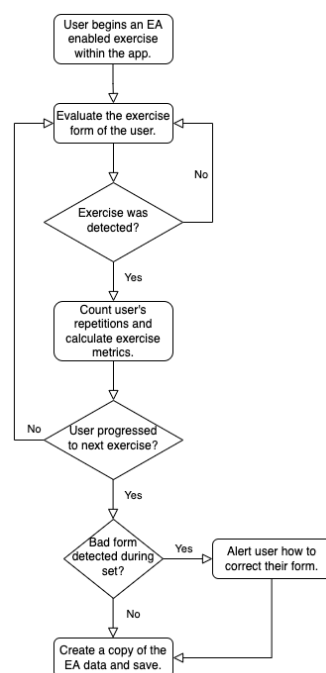 User begins an EA
enabled exercise
within the app.
Evaluate the exercise
form of the user.
No
Exercise was
detected?
Yes
Count user's
repetitions and
calculate exercise
metrics.
No
User progressed
to next exercise?
Yes
Bad form
detected during
set?
Yes
Alert user how to
correct their form.
No
Create a copy of the
EA data and save.